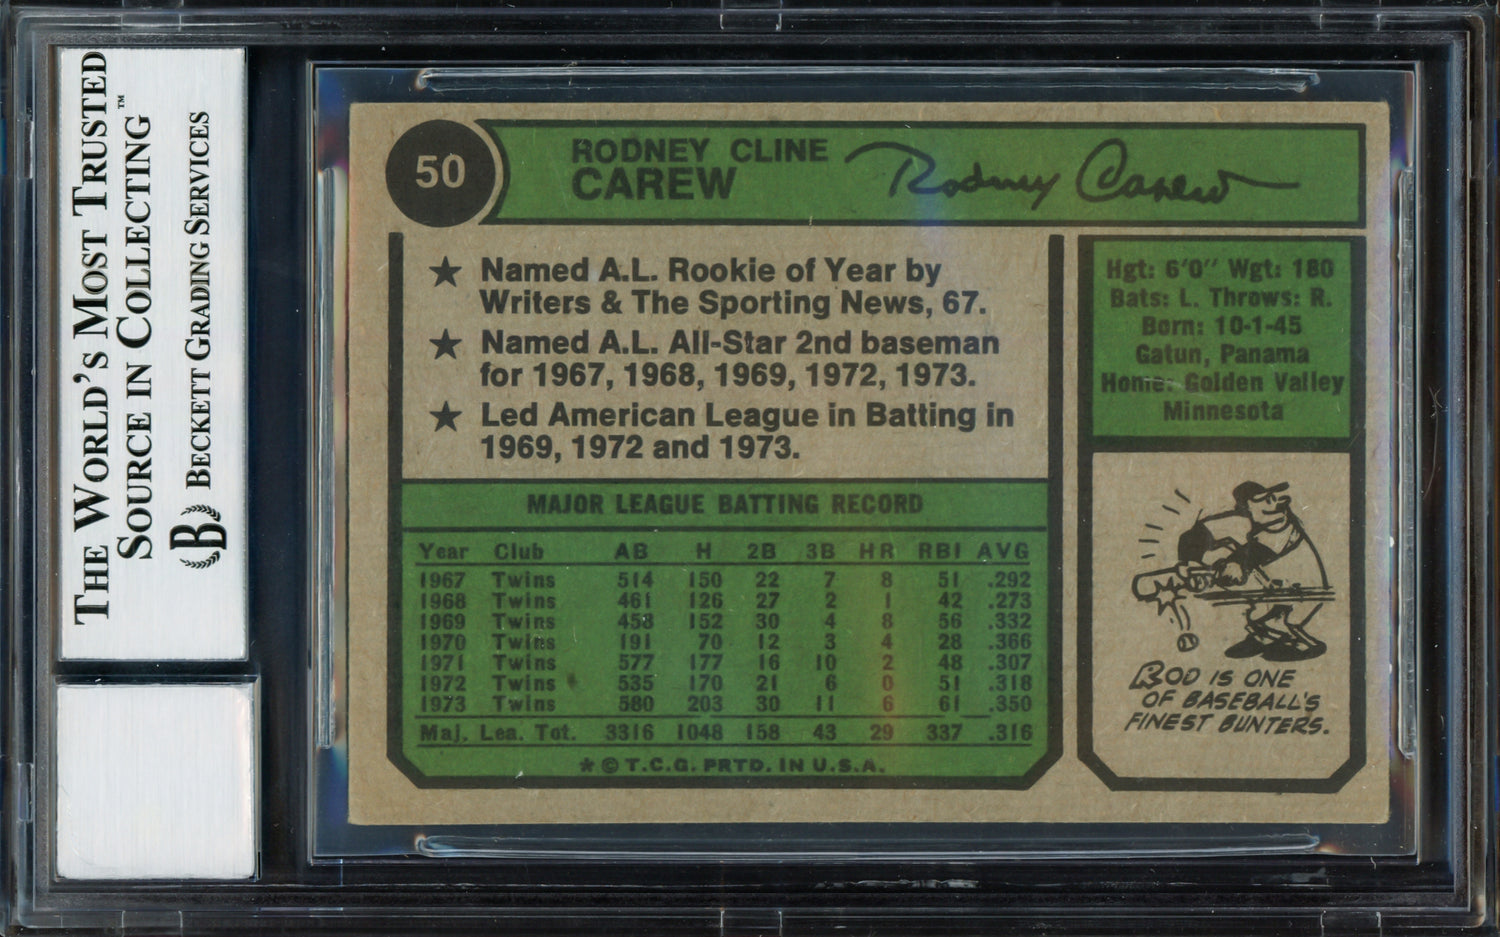 THE WORLD'S MOST TRUSTED
SOURCE IN COLLECTING™
B BECKETT GRADING SERVICES
50
RODNEY CLINE
CAREW
Rodney Carew
★ Named A.L. Rookie of Year by
Writers & The Sporting News, 67.
★ Named A.L. All-Star 2nd baseman
for 1967, 1968, 1969, 1972, 1973.
★ Led American League in Batting in
1969, 1972 and 1973.
Hgt: 6'0" Wgt: 180
Bats: L. Throws: R.
Born: 10-1-45
Gatun, Panama
Home: Golden Valley
Minnesota
MAJOR LEAGUE BATTING RECORD
Year Club AB H 2B 3B HR RBI AVG
1967 Twins 514 150 22 7 8 51 .292
1968 Twins 461 126 27 2 1 42 .273
1969 Twins 458 152 30 4 8 56 .332
1970 Twins 191 70 12 3 4 28 .366
1971 Twins 577 177 16 10 2 48 .307
1972 Twins 535 170 21 6 0 51 .318
1973 Twins 580 203 30 11 6 61 .350
Maj. Lea. Tot. 3316 1048 158 43 29 337 .316
* © T.C.G. PRTD. IN U.S.A.
ROD IS ONE
OF BASEBALL'S
FINEST BUNTERS.